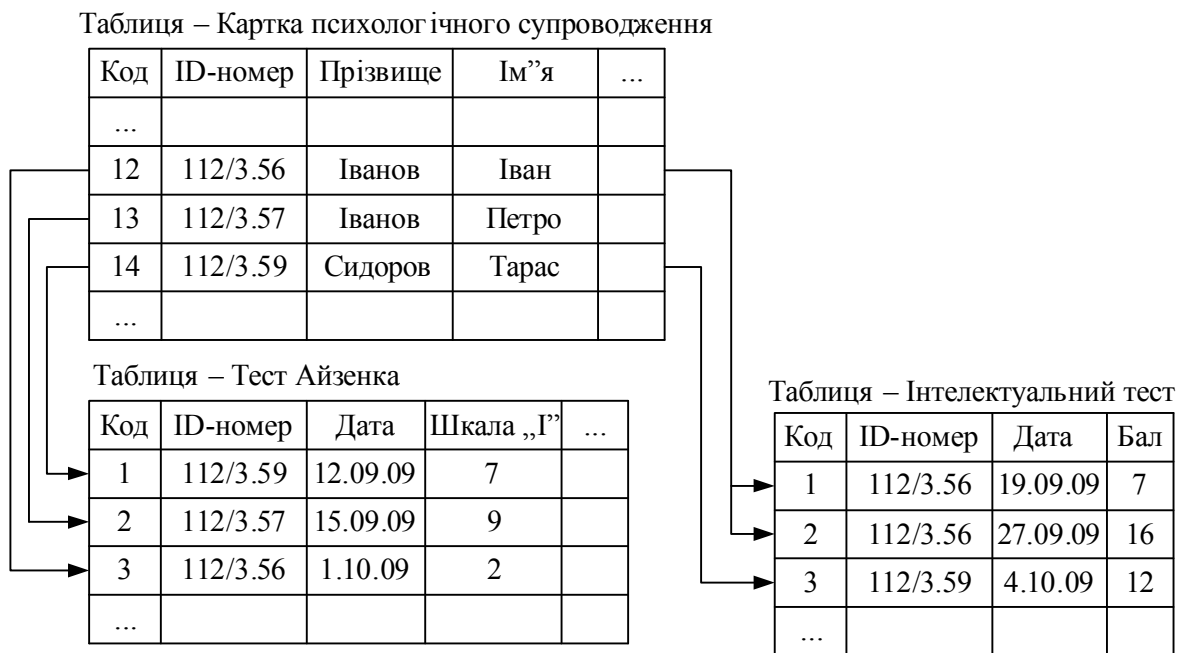 Таблиця – Картка психологічного супроводження
Код ID-номер Прізвище Ім”я ...
...
12 112/3.56 Іванов Іван
13 112/3.57 Іванов Петро
14 112/3.59 Сидоров Тарас
...
Таблиця – Тест Айзенка
Код ID-номер Дата Шкала „І” ...
1 112/3.59 12.09.09 7
2 112/3.57 15.09.09 9
3 112/3.56 1.10.09 2
...
Таблиця – Інтелектуальний тест
Код ID-номер Дата Бал
1 112/3.56 19.09.09 7
2 112/3.56 27.09.09 16
3 112/3.59 4.10.09 12
...